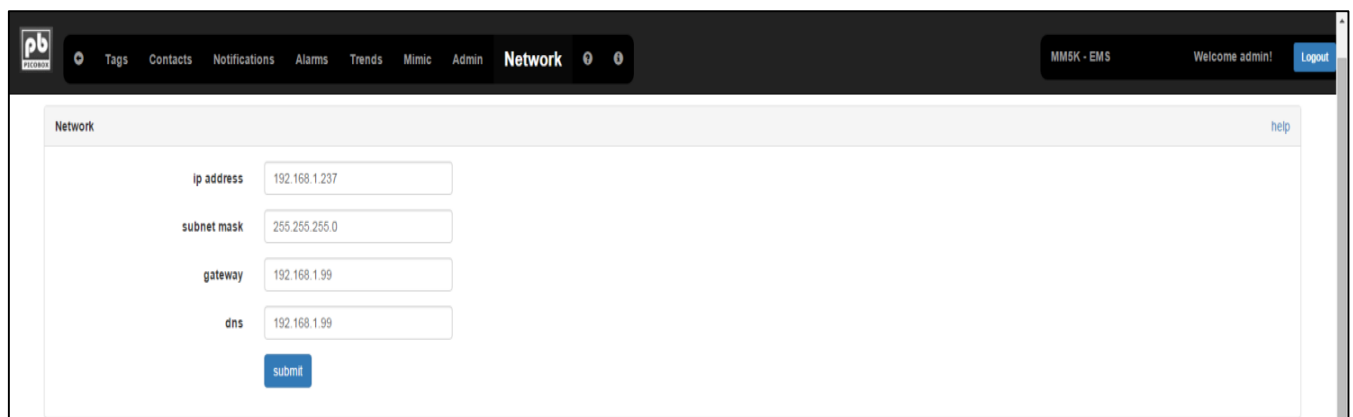 pb
PICOBOX
Tags Contacts Notifications Alarms Trends Mimic Admin Network MM5K - EMS Welcome admin! Logout
Network help
ip address 192.168.1.237
subnet mask 255.255.255.0
gateway 192.168.1.99
dns 192.168.1.99
submit